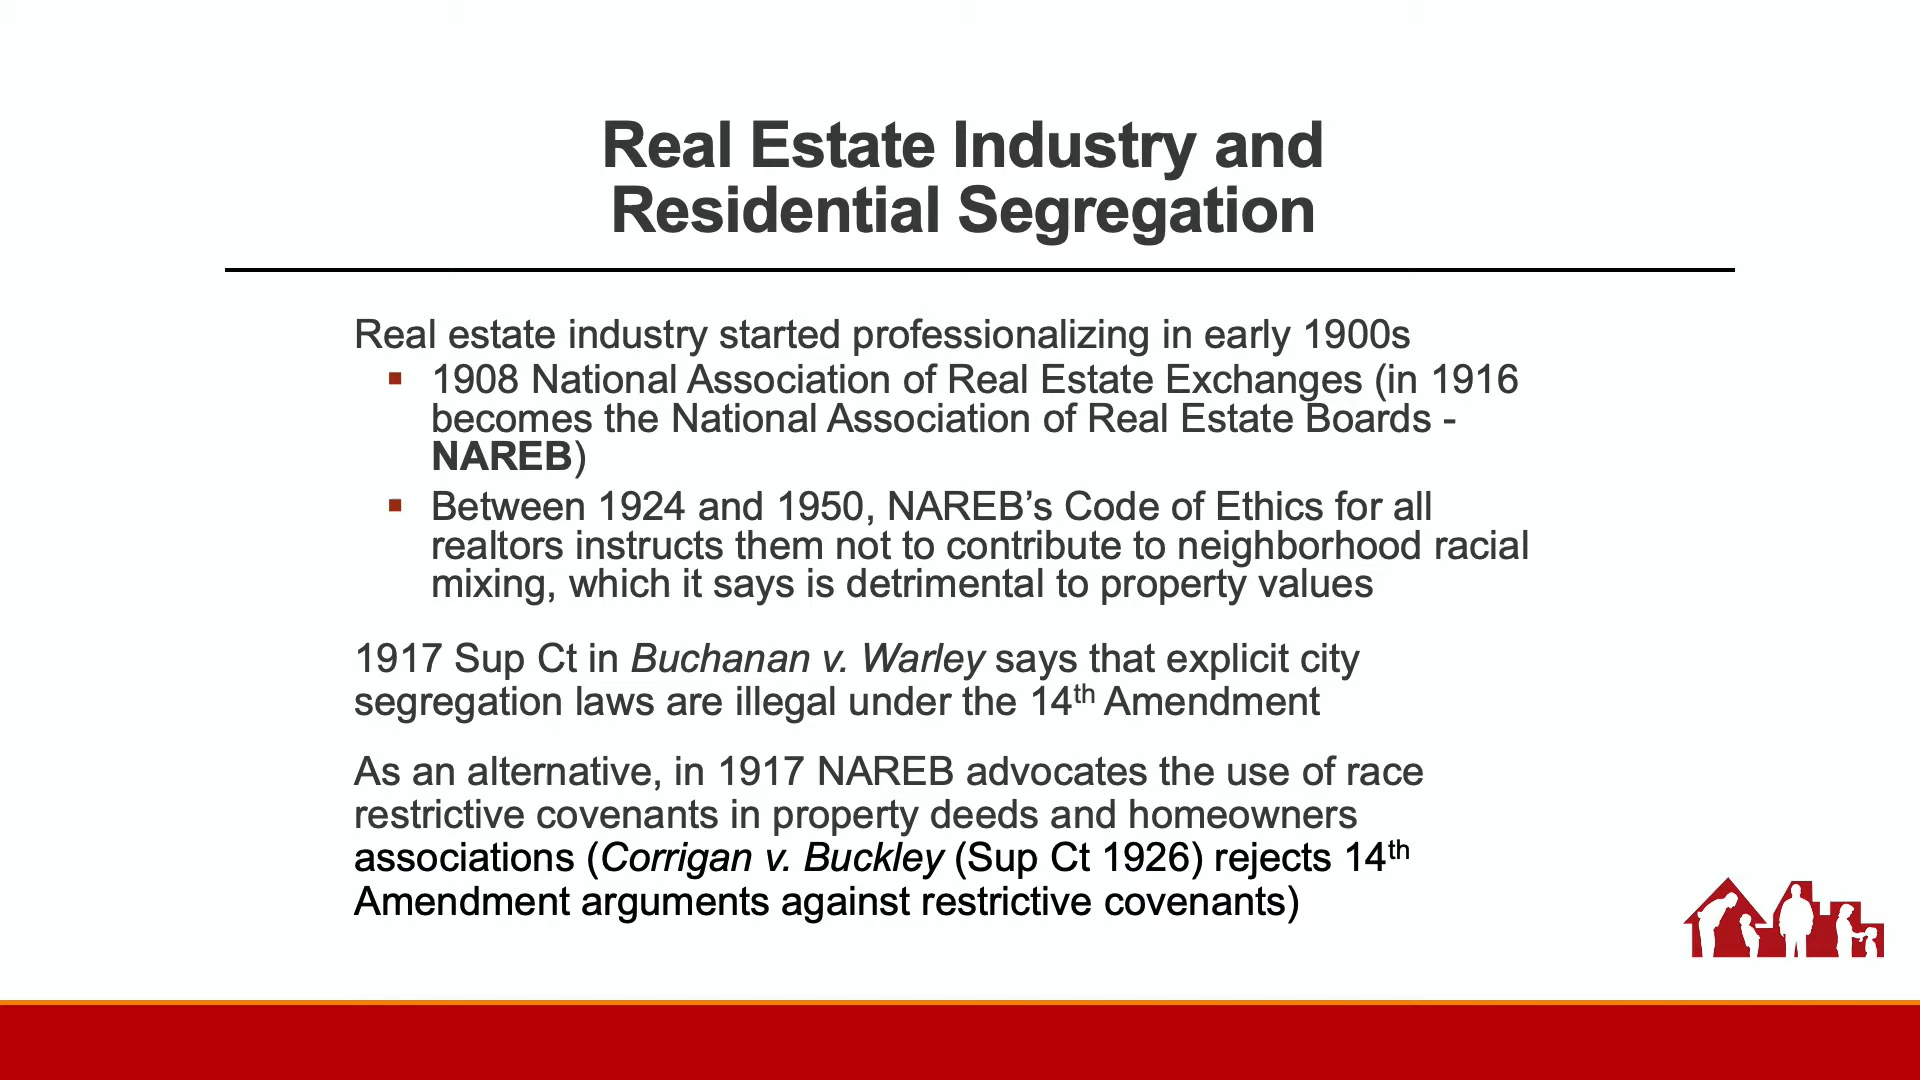 Real Estate Industry and
Residential Segregation
Real estate industry started professionalizing in early 1900s
▪ 1908 National Association of Real Estate Exchanges (in 1916
becomes the National Association of Real Estate Boards -
NAREB)
▪ Between 1924 and 1950, NAREB’s Code of Ethics for all
realtors instructs them not to contribute to neighborhood racial
mixing, which it says is detrimental to property values
1917 Sup Ct in Buchanan v. Warley says that explicit city
segregation laws are illegal under the 14th Amendment
As an alternative, in 1917 NAREB advocates the use of race
restrictive covenants in property deeds and homeowners
associations (Corrigan v. Buckley (Sup Ct 1926) rejects 14th
Amendment arguments against restrictive covenants)